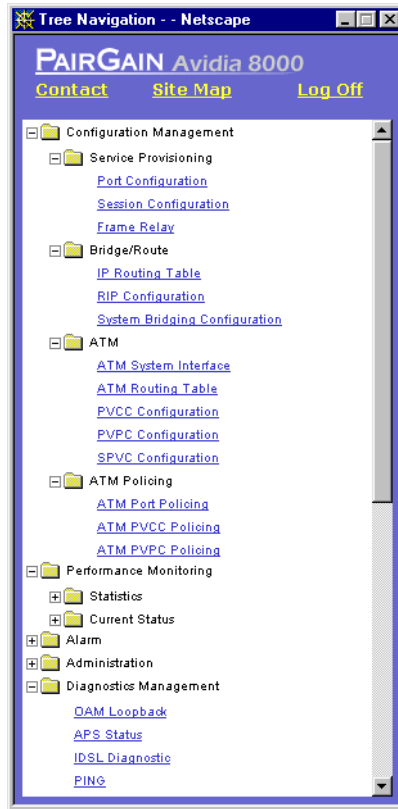 Tree Navigation - - Netscape
PAIRGAIN Avidia 8000
Contact Site Map Log Off
Configuration Management
Service Provisioning
Port Configuration
Session Configuration
Frame Relay
Bridge/Route
IP Routing Table
RIP Configuration
System Bridging Configuration
ATM
ATM System Interface
ATM Routing Table
PVCC Configuration
PVPC Configuration
SPVC Configuration
ATM Policing
ATM Port Policing
ATM PVCC Policing
ATM PVPC Policing
Performance Monitoring
Statistics
Current Status
Alarm
Administration
Diagnostics Management
OAM Loopback
APS Status
IDSL Diagnostic
PING